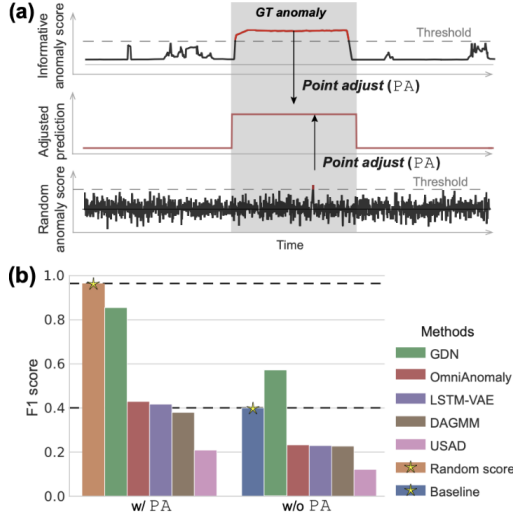 (a)
GT anomaly
Informative
anomaly score
Threshold
Point adjust (PA)
Adjusted
prediction
Point adjust (PA)
Random
anomaly score
Threshold
Time
(b)
F1 score
1.0
0.8
0.6
0.4
0.2
0.0
w/ PA
w/o PA
Methods
GDN
OmniAnomaly
LSTM-VAE
DAGMM
USAD
Random score
Baseline